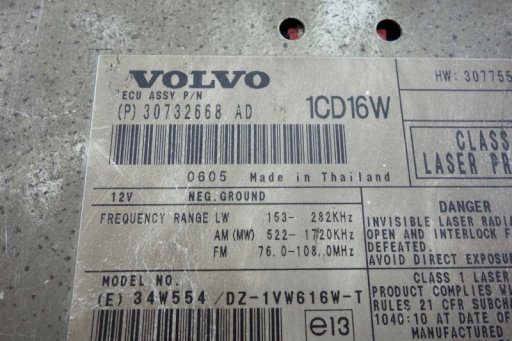 VOLVO
ECU ASSY P/N
(P) 30732668 AD
1CD16W
0605 Made in Thailand
12V NEG.GROUND
FREQUENCY RANGE LW 153- 282KHz
AM (MW) 522- 1720KHz
FM 76.0-108.0MHz
MODEL NO.
(E) 34W554 /DZ-1VW616W-T
e13
HW: 307755
CLASS
LASER PR
DANGER
INVISIBLE LASER RADIA
OPEN AND INTERLOCK F
DEFEATED.
AVOID DIRECT EXPOSU
CLASS 1 LASER
PRODUCT COMPLIES WI
RULES 21 CFR SUBCHA
1040:10 AT DATE OF
MANUFACTURED